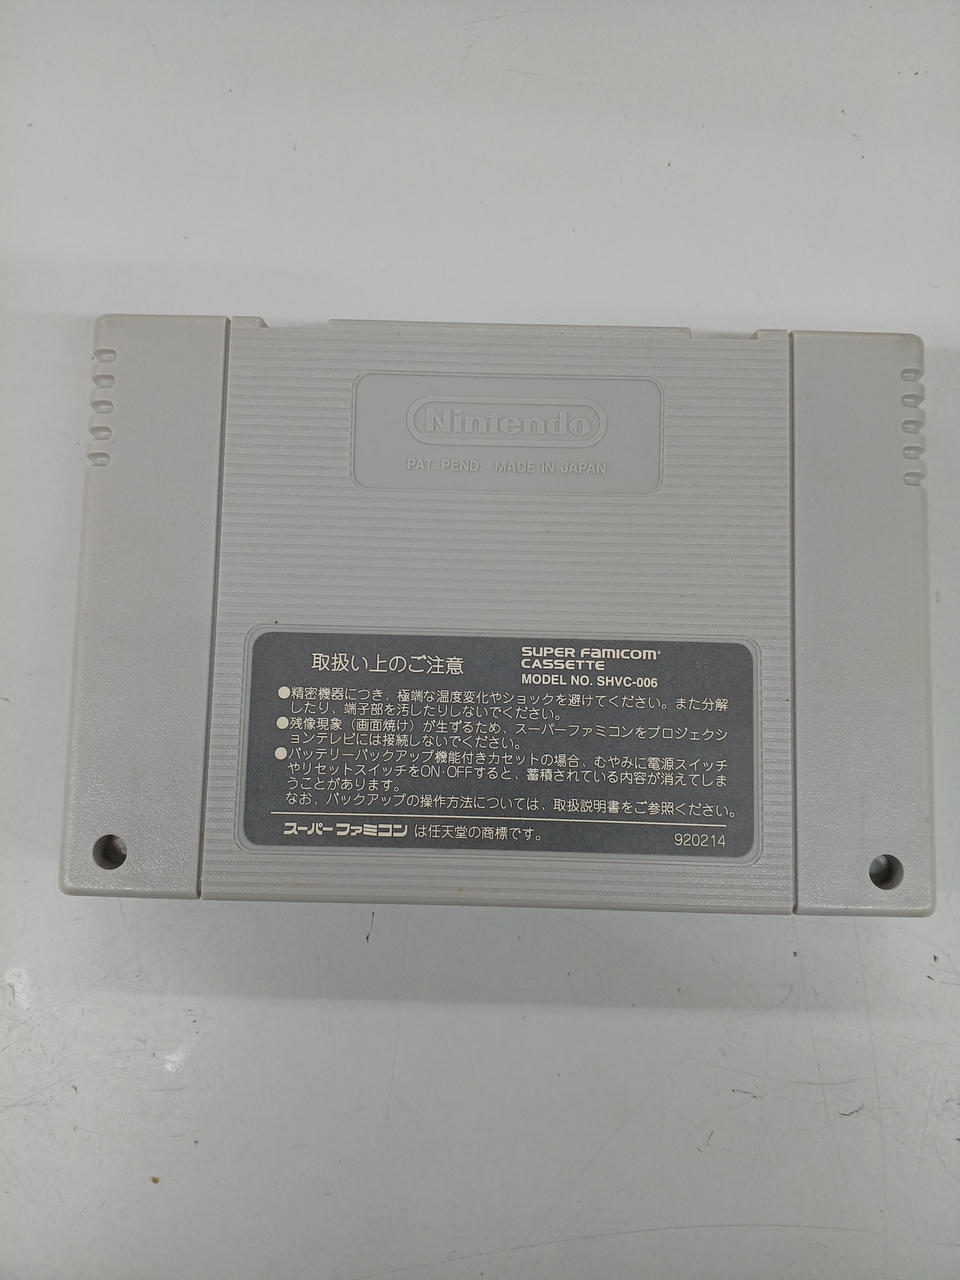 Nintendo
PAT. PEND. MADE IN JAPAN
取扱い上のご注意
SUPER FAMICOM
CASSETTE
MODEL NO. SHVC-006
●精密機器につき、極端な温度変化やショックを避けてください。また分解
したり、端子部を汚したりしないでください。
●残像現象（画面焼け）が生ずるため、スーパーファミコンをプロジェクシ
ョンテレビには接続しないでください。
●バッテリーバックアップ機能付きカセットの場合、むやみに電源スイッチ
やリセットスイッチをON·OFFすると、蓄積されている内容が消えてしま
うことがあります。
なお、バックアップの操作方法については、取扱説明書をご参照ください。
スーパーファミコン は任天堂の商標です。
920214